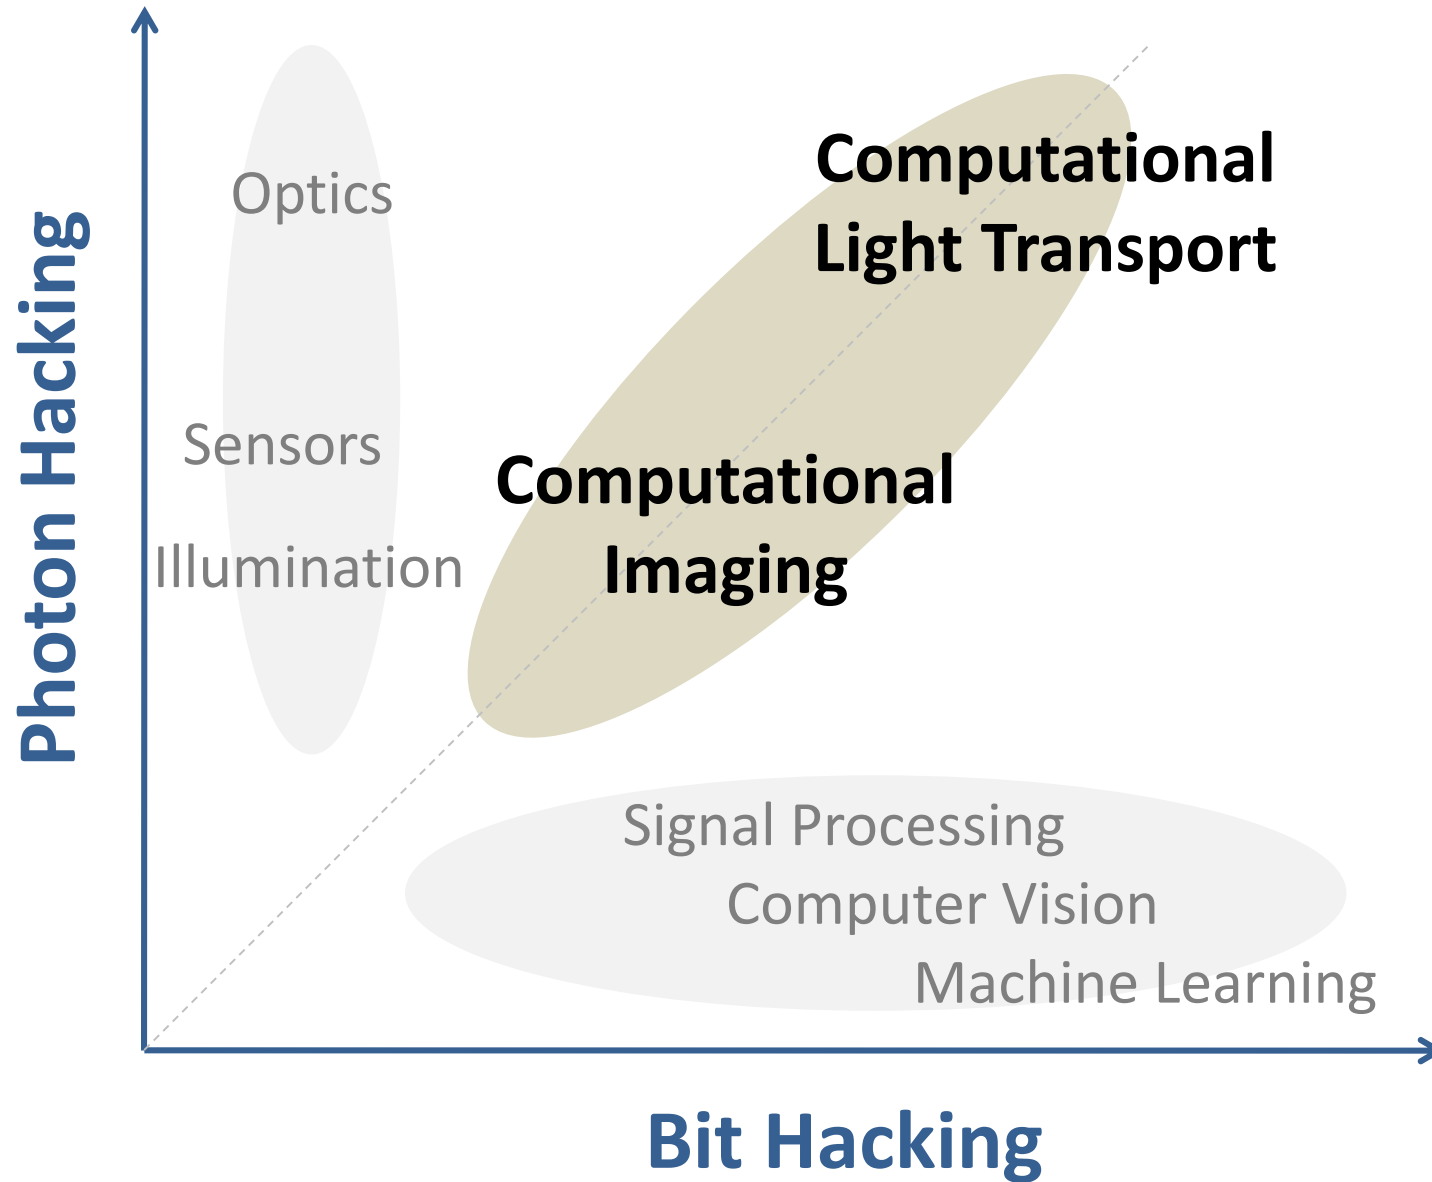 Photon Hacking
Optics
Sensors
Illumination
Computational
Light Transport
Computational
Imaging
Signal Processing
Computer Vision
Machine Learning
Bit Hacking